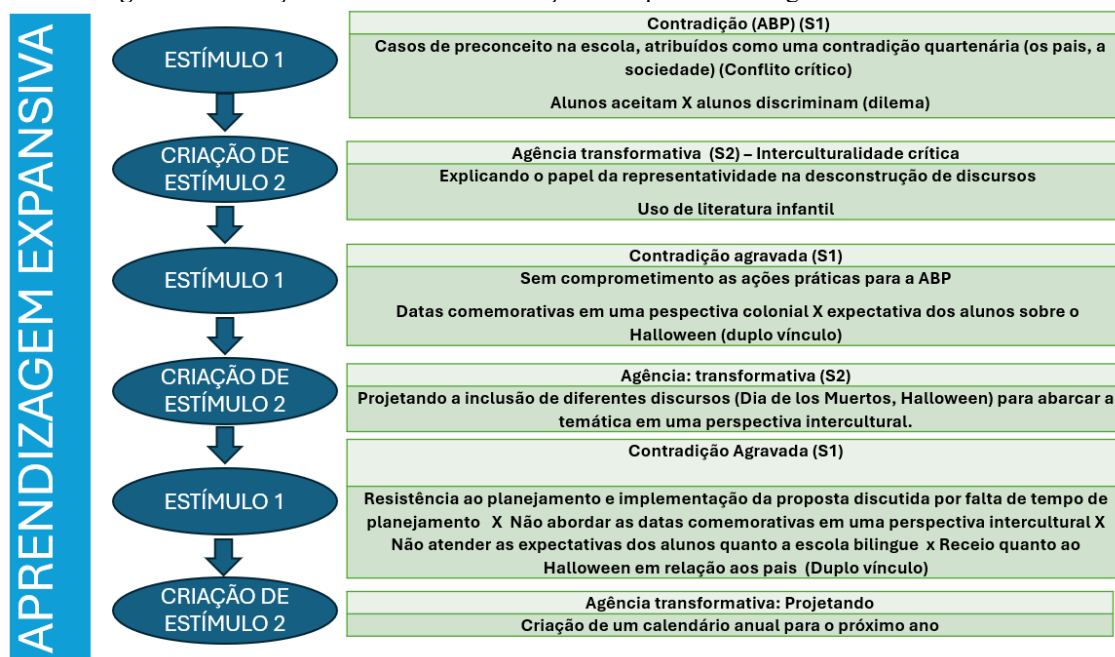 APRENDIZAGEM EXPANSIVA
ESTÍMULO 1
Contradição (ABP) (S1)
Casos de preconceito na escola, atribuídos como uma contradição quartenária (os pais, a
sociedade) (Conflito crítico)
Alunos aceitam X alunos discriminam (dilema)
CRIAÇÃO DE
ESTÍMULO 2
Agência transformativa (S2) – Interculturalidade crítica
Explicando o papel da representatividade na desconstrução de discursos
Uso de literatura infantil
ESTÍMULO 1
Contradição agravada (S1)
Sem comprometimento as ações práticas para a ABP
Datas comemorativas em uma pespectiva colonial X expectativa dos alunos sobre o
Halloween (duplo vínculo)
CRIAÇÃO DE
ESTÍMULO 2
Agência: transformativa (S2)
Projetando a inclusão de diferentes discursos (Dia de los Muertos, Halloween) para abarcar a
temática em uma perspectiva intercultural.
ESTÍMULO 1
Contradição Agravada (S1)
Resistência ao planejamento e implementação da proposta discutida por falta de tempo de
planejamento X Não abordar as datas comemorativas em uma perspectiva intercultural X
Não atender as expectativas dos alunos quanto a escola bilingue x Receio quanto ao
Halloween em relação aos pais (Duplo vínculo)
CRIAÇÃO DE
ESTÍMULO 2
Agência transformativa: Projetando
Criação de um calendário anual para o próximo ano